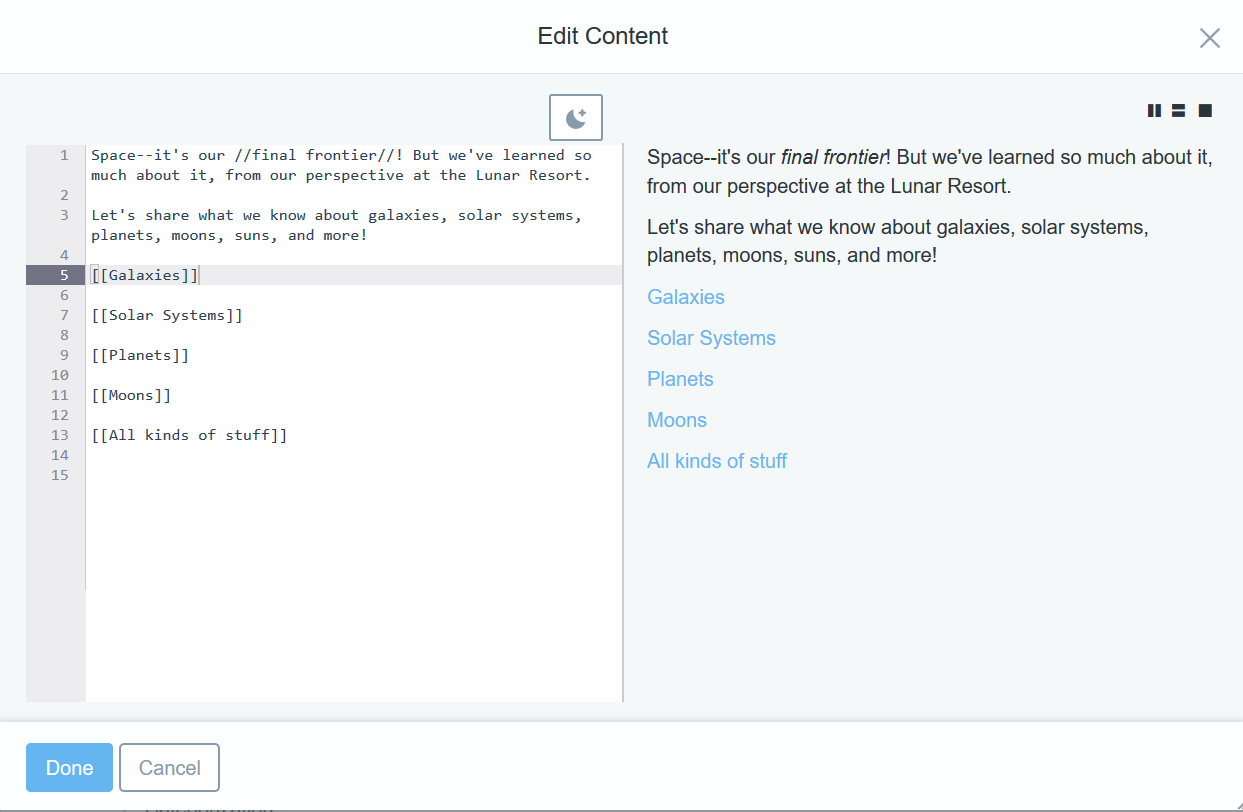 Edit Content
1 Space--it's our //final frontier//! But we've learned so
much about it, from our perspective at the Lunar Resort.
2
3 Let's share what we know about galaxies, solar systems,
planets, moons, suns, and more!
4
5 [[Galaxies]]
6
7 [[Solar Systems]]
8
9 [[Planets]]
10
11 [[Moons]]
12
13 [[All kinds of stuff]]
14
15
Space--it's our final frontier! But we've learned so much about it,
from our perspective at the Lunar Resort.
Let's share what we know about galaxies, solar systems,
planets, moons, suns, and more!
Galaxies
Solar Systems
Planets
Moons
All kinds of stuff
Done Cancel